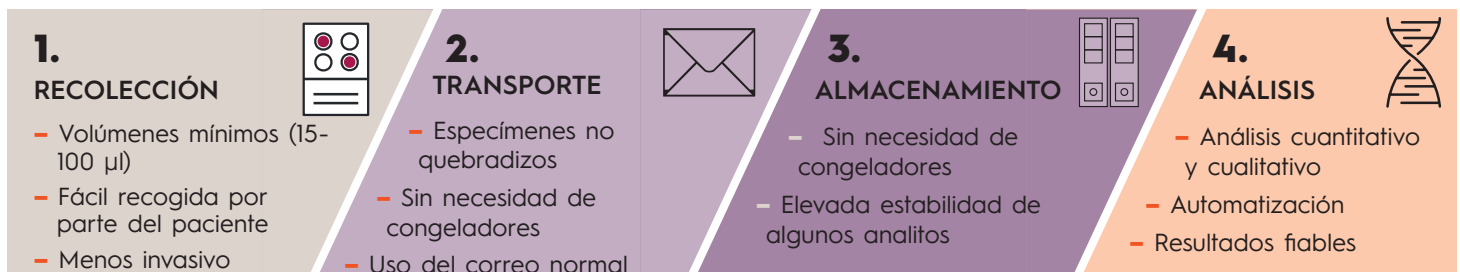 1.
RECOLECCIÓN
– Volúmenes mínimos (15-
100 µl)
– Fácil recogida por
parte del paciente
– Menos invasivo
2.
TRANSPORTE
– Especímenes no
quebradizos
– Sin necesidad de
congeladores
– Uso del correo normal
3.
ALMACENAMIENTO
– Sin necesidad de
congeladores
– Elevada estabilidad de
algunos analitos
4.
ANÁLISIS
– Análisis cuantitativo
y cualitativo
– Automatización
– Resultados fiables